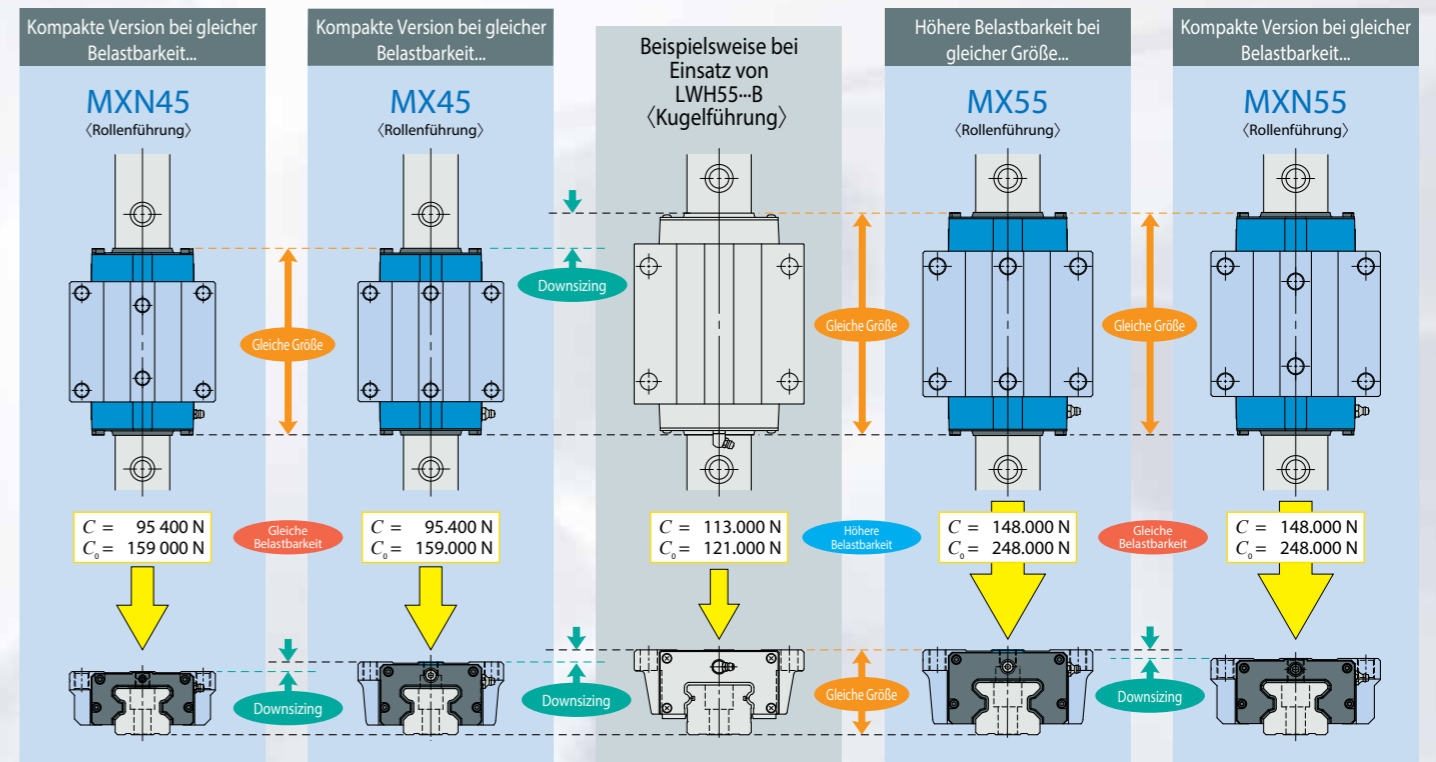 Kompakte Version bei gleicher
Belastbarkeit...
MXN45
〈Rollenführung〉
Kompakte Version bei gleicher
Belastbarkeit...
MX45
〈Rollenführung〉
Beispielsweise bei
Einsatz von
LWH55···B
〈Kugelführung〉
Höhere Belastbarkeit bei
gleicher Größe...
MX55
〈Rollenführung〉
Kompakte Version bei gleicher
Belastbarkeit...
MXN55
〈Rollenführung〉
Gleiche Größe
Downsizing
Gleiche Größe
Gleiche Größe
C = 95 400 N
C₀ = 159 000 N
Gleiche
Belastbarkeit
C = 95.400 N
C₀ = 159.000 N
C = 113.000 N
C₀ = 121.000 N
Höhere
Belastbarkeit
C = 148.000 N
C₀ = 248.000 N
Gleiche
Belastbarkeit
C = 148.000 N
C₀ = 248.000 N
Downsizing
Downsizing
Gleiche Größe
Downsizing